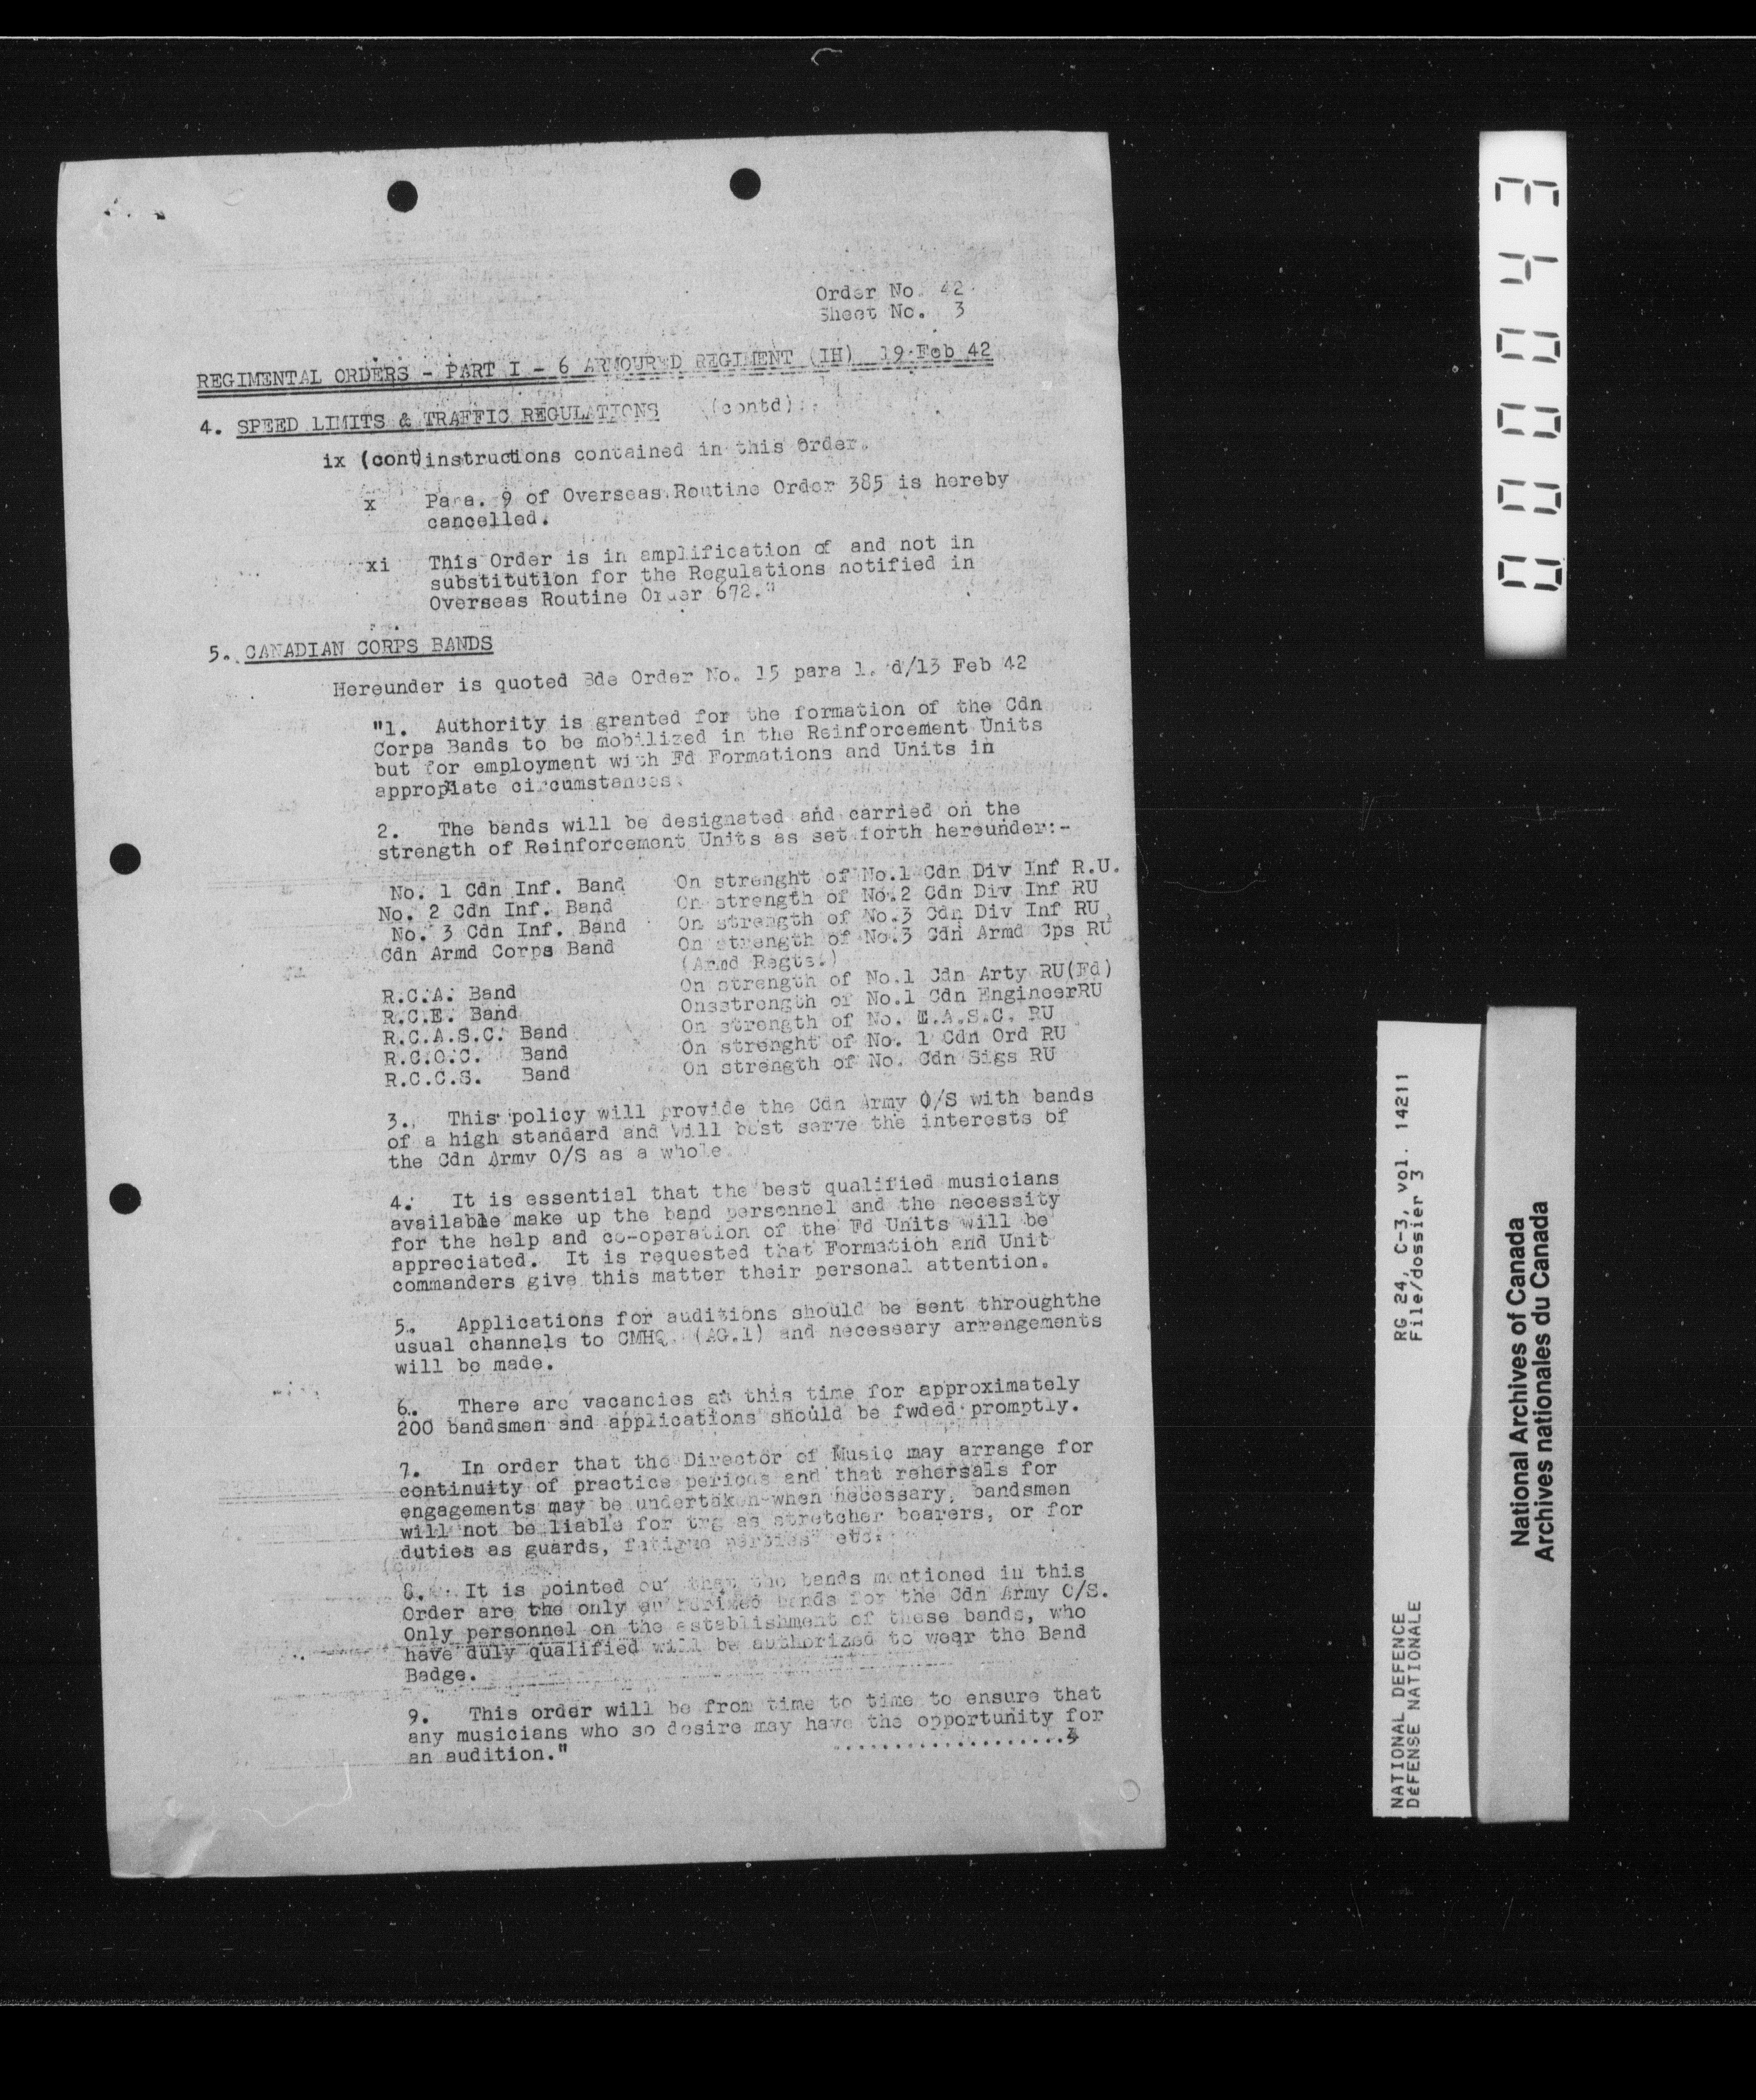 Order No. 42
Sheet No. 3
REGIMENTAL ORDERS - PART I - 6 ARMOURED REGIMENT (IH) 19 Feb 42
4. SPEED LIMITS & TRAFFIC REGULATIONS (contd)
ix (cont)instructions contained in this Order.
x Para. 9 of Overseas Routine Order 385 is hereby
cancelled.
xi This Order is in amplification of and not in
substitution for the Regulations notified in
Overseas Routine Order 672."
5. CANADIAN CORPS BANDS
Hereunder is quoted Bde Order No. 15 para 1. d/13 Feb 42
"1. Authority is granted for the formation of the Cdn
Corpa Bands to be mobilized in the Reinforcement Units
but for employment with Fd Formations and Units in
appropiate circumstances.
2. The bands will be designated and carried on the
strength of Reinforcement Units as set forth hereunder:-
No. 1 Cdn Inf. Band On strenght of No.1 Cdn Div Inf R.U.
No. 2 Cdn Inf. Band On strength of No.2 Cdn Div Inf RU
No. 3 Cdn Inf. Band On strength of No.3 Cdn Div Inf RU
Cdn Armd Corps Band On strength of No.3 Cdn Armd Cps RU
(Armd Regts.)
R.C.A. Band On strength of No.1 Cdn Arty RU(Fd)
R.C.E. Band Onsstrength of No.1 Cdn EngineerRU
R.C.A.S.C. Band On strength of No. E.A.S.C. RU
R.C.O.C. Band On strenght of No. 1 Cdn Ord RU
R.C.C.S. Band On strength of No. Cdn Sigs RU
3. This policy will provide the Cdn Army O/S with bands
of a high standard and will best serve the interests of
the Cdn Army O/S as a whole.
4. It is essential that the best qualified musicians
available make up the band personnel and the necessity
for the help and co-operation of the Fd Units will be
appreciated. It is requested that Formation and Unit
commanders give this matter their personal attention.
5. Applications for auditions should be sent throughthe
usual channels to CMHQ. (AG.1) and necessary arrangements
will be made.
6. There are vacancies at this time for approximately
200 bandsmen and applications should be fwded promptly.
7. In order that the Director of Music may arrange for
continuity of practice periods and that rehersals for
engagements may be undertaken when necessary, bandsmen
will not be liable for trg as stretcher bearers, or for
duties as guards, fatigue parties etc.
8. It is pointed out that the bands mentioned in this
Order are the only authorized bands for the Cdn Army O/S.
Only personnel on the establishment of these bands, who
have duly qualified will be authorized to wear the Band
Badge.
9. This order will be from time to time to ensure that
any musicians who so desire may have the opportunity for
an audition."
00043
NATIONAL DEFENCE RG 24, C-3, vol. 14211
DéFENSE NATIONALE File/dossier 3
National Archives of Canada
Archives nationales du Canada